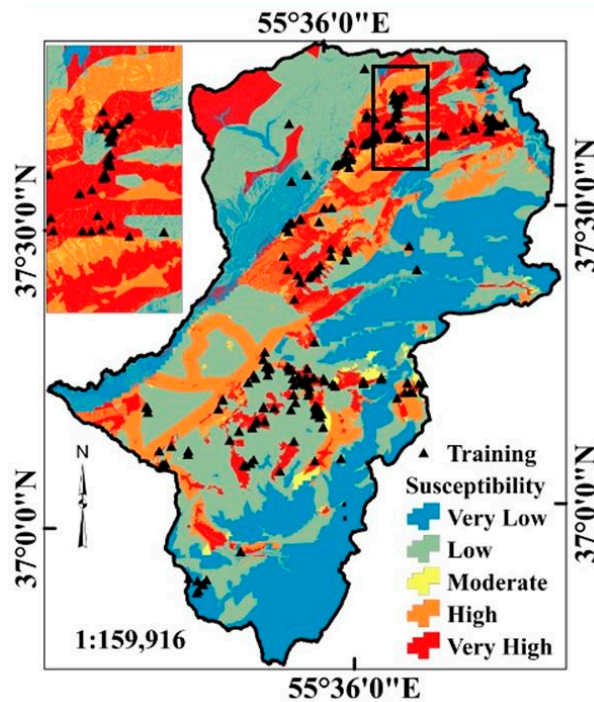 55°36'0"E
37°30'0"N
37°30'0"N
Training
Susceptibility
Very Low
Low
Moderate
High
Very High
N
37°0'0"N
37°0'0"N
1:159,916
55°36'0"E